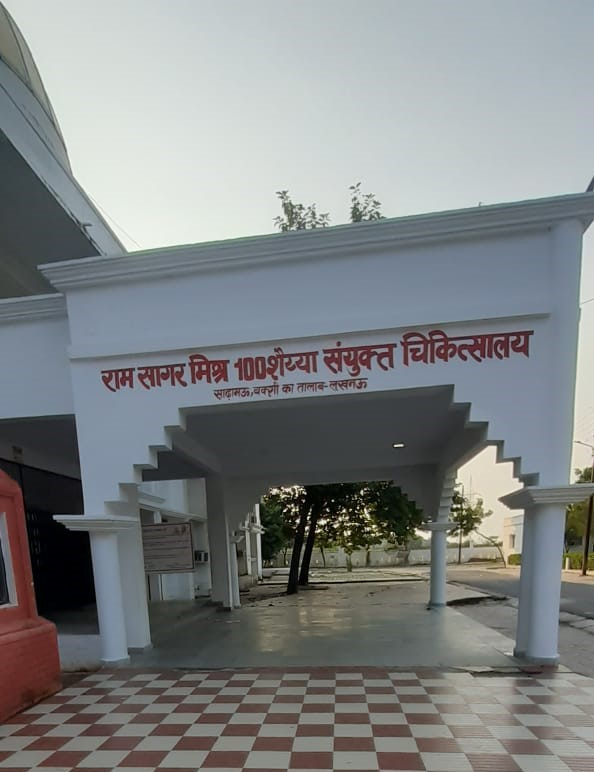 राम सागर मिश्र 100शैय्या संयुक्त चिकित्सालय
साढ़ामऊ, बक्शी का तालाब-लखनऊ